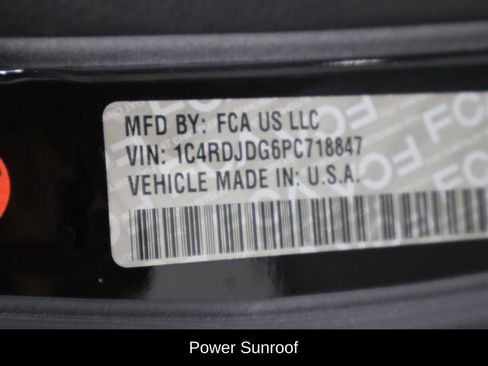 MFD BY: FCA US LLC
VIN: 1C4RDJDG6PC718847
VEHICLE MADE IN: U.S.A.
Power Sunroof